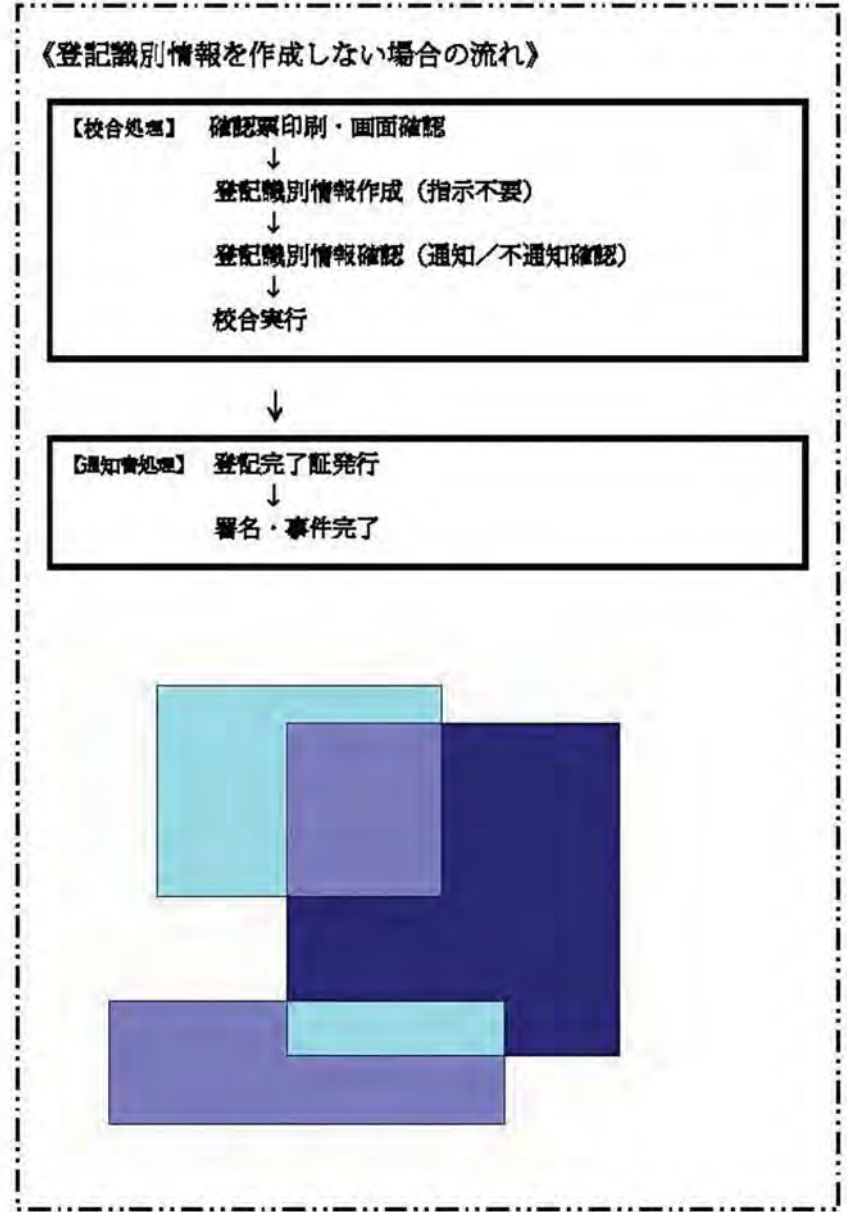 《登記識別情報を作成しない場合の流れ》
【校合処理】 確認票印刷・画面確認
↓
登記識別情報作成（指示不要）
↓
登記識別情報確認（通知／不通知確認）
↓
校合実行
↓
【通知書処理】 登記完了証発行
↓
署名・事件完了